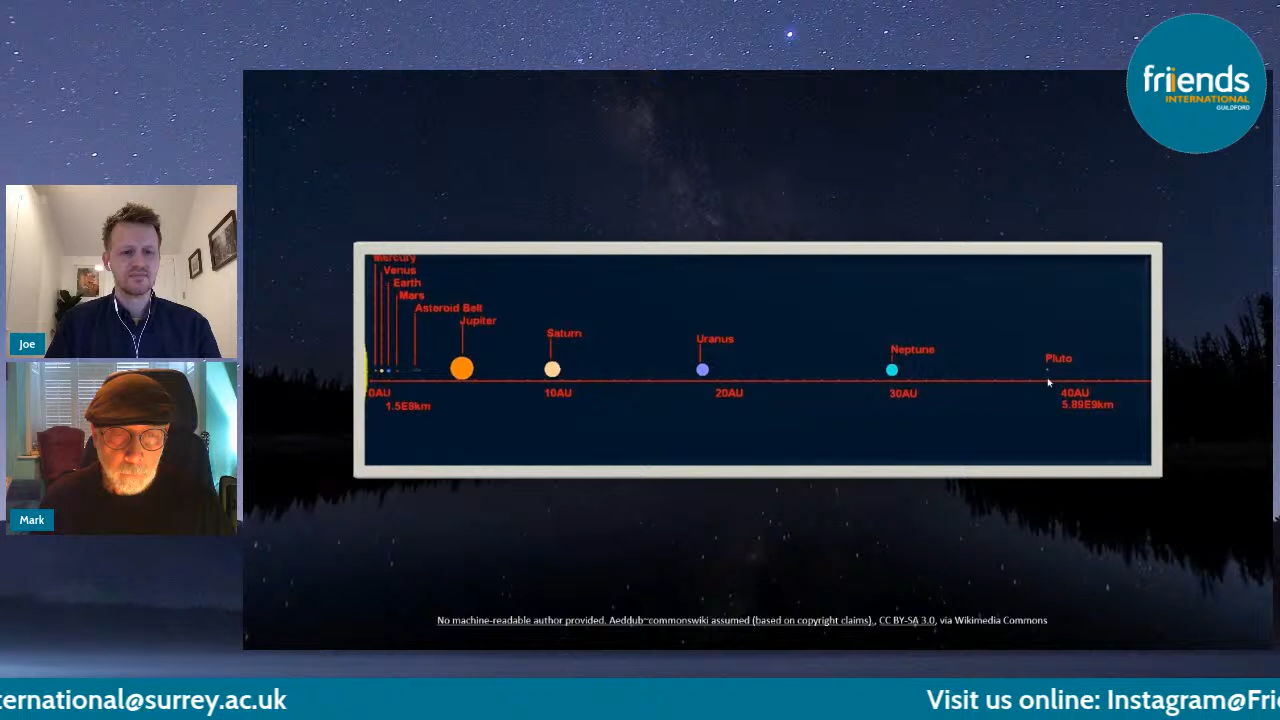 friends
INTERNATIONAL
GUILDFORD
Mercury
Venus
Earth
Mars
Asteroid Belt
Jupiter
Saturn
Uranus
Neptune
Pluto
0AU
10AU
20AU
30AU
40AU
1.5E8km
5.89E9km
Joe
Mark
No machine-readable author provided. Aeddub~commonswiki assumed (based on copyright claims)., CC BY-SA 3.0, via Wikimedia Commons
ternational@surrey.ac.uk
Visit us online: Instagram@Frie